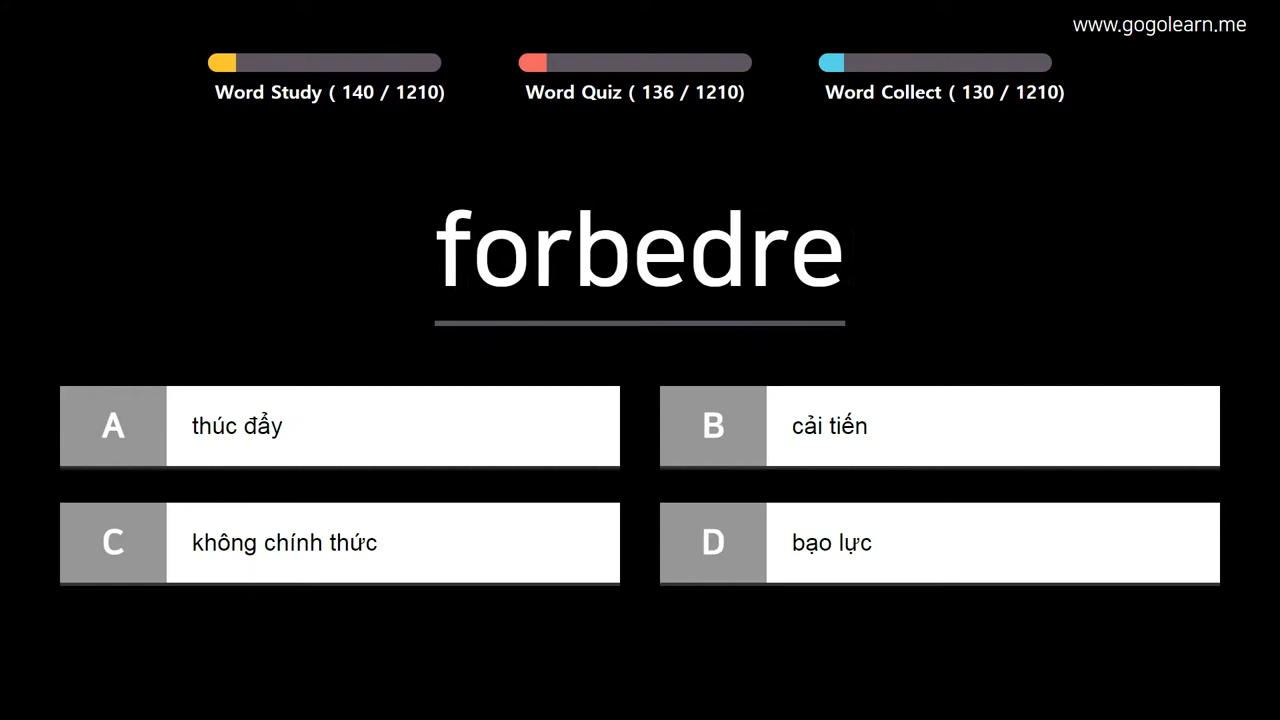 www.gogolearn.me
Word Study ( 140 / 1210)
Word Quiz ( 136 / 1210)
Word Collect ( 130 / 1210)
forbedre
A thúc đẩy
B cải tiến
C không chính thức
D bạo lực